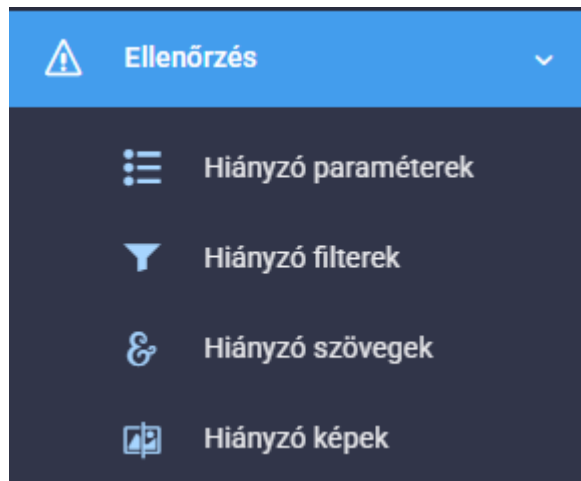 Ellenőrzés
Hiányzó paraméterek
Hiányzó filterek
Hiányzó szövegek
Hiányzó képek